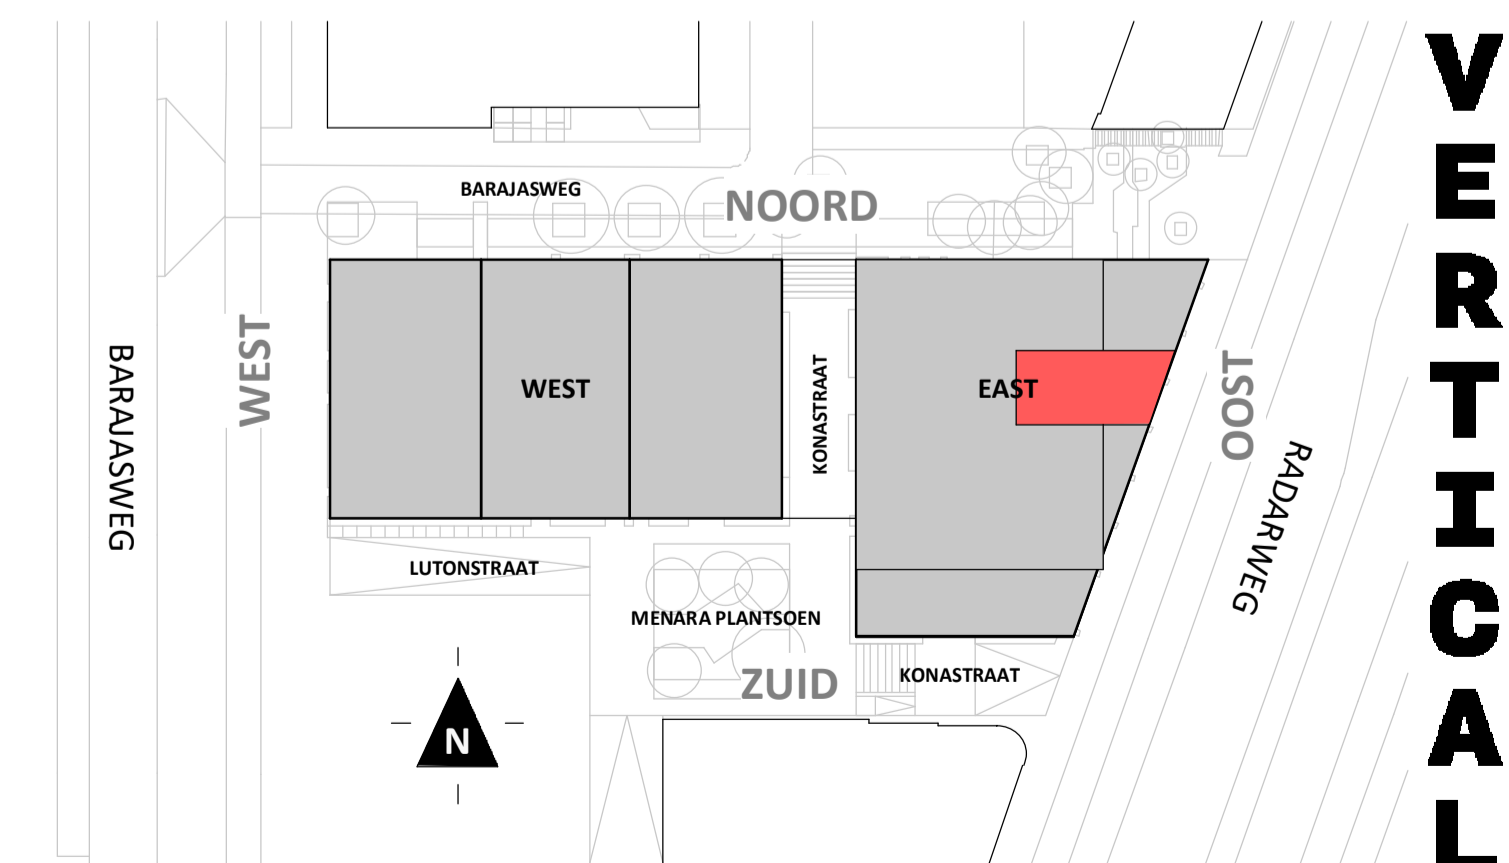 BARAJASWEG
NOORD
WEST
BARAJASWEG
WEST
KONASTRAAT
EAST
OOST
RADARWEG
LUTONSTRAAT
MENARA PLANTSOEN
ZUID
KONASTRAAT
N
VERTICAL